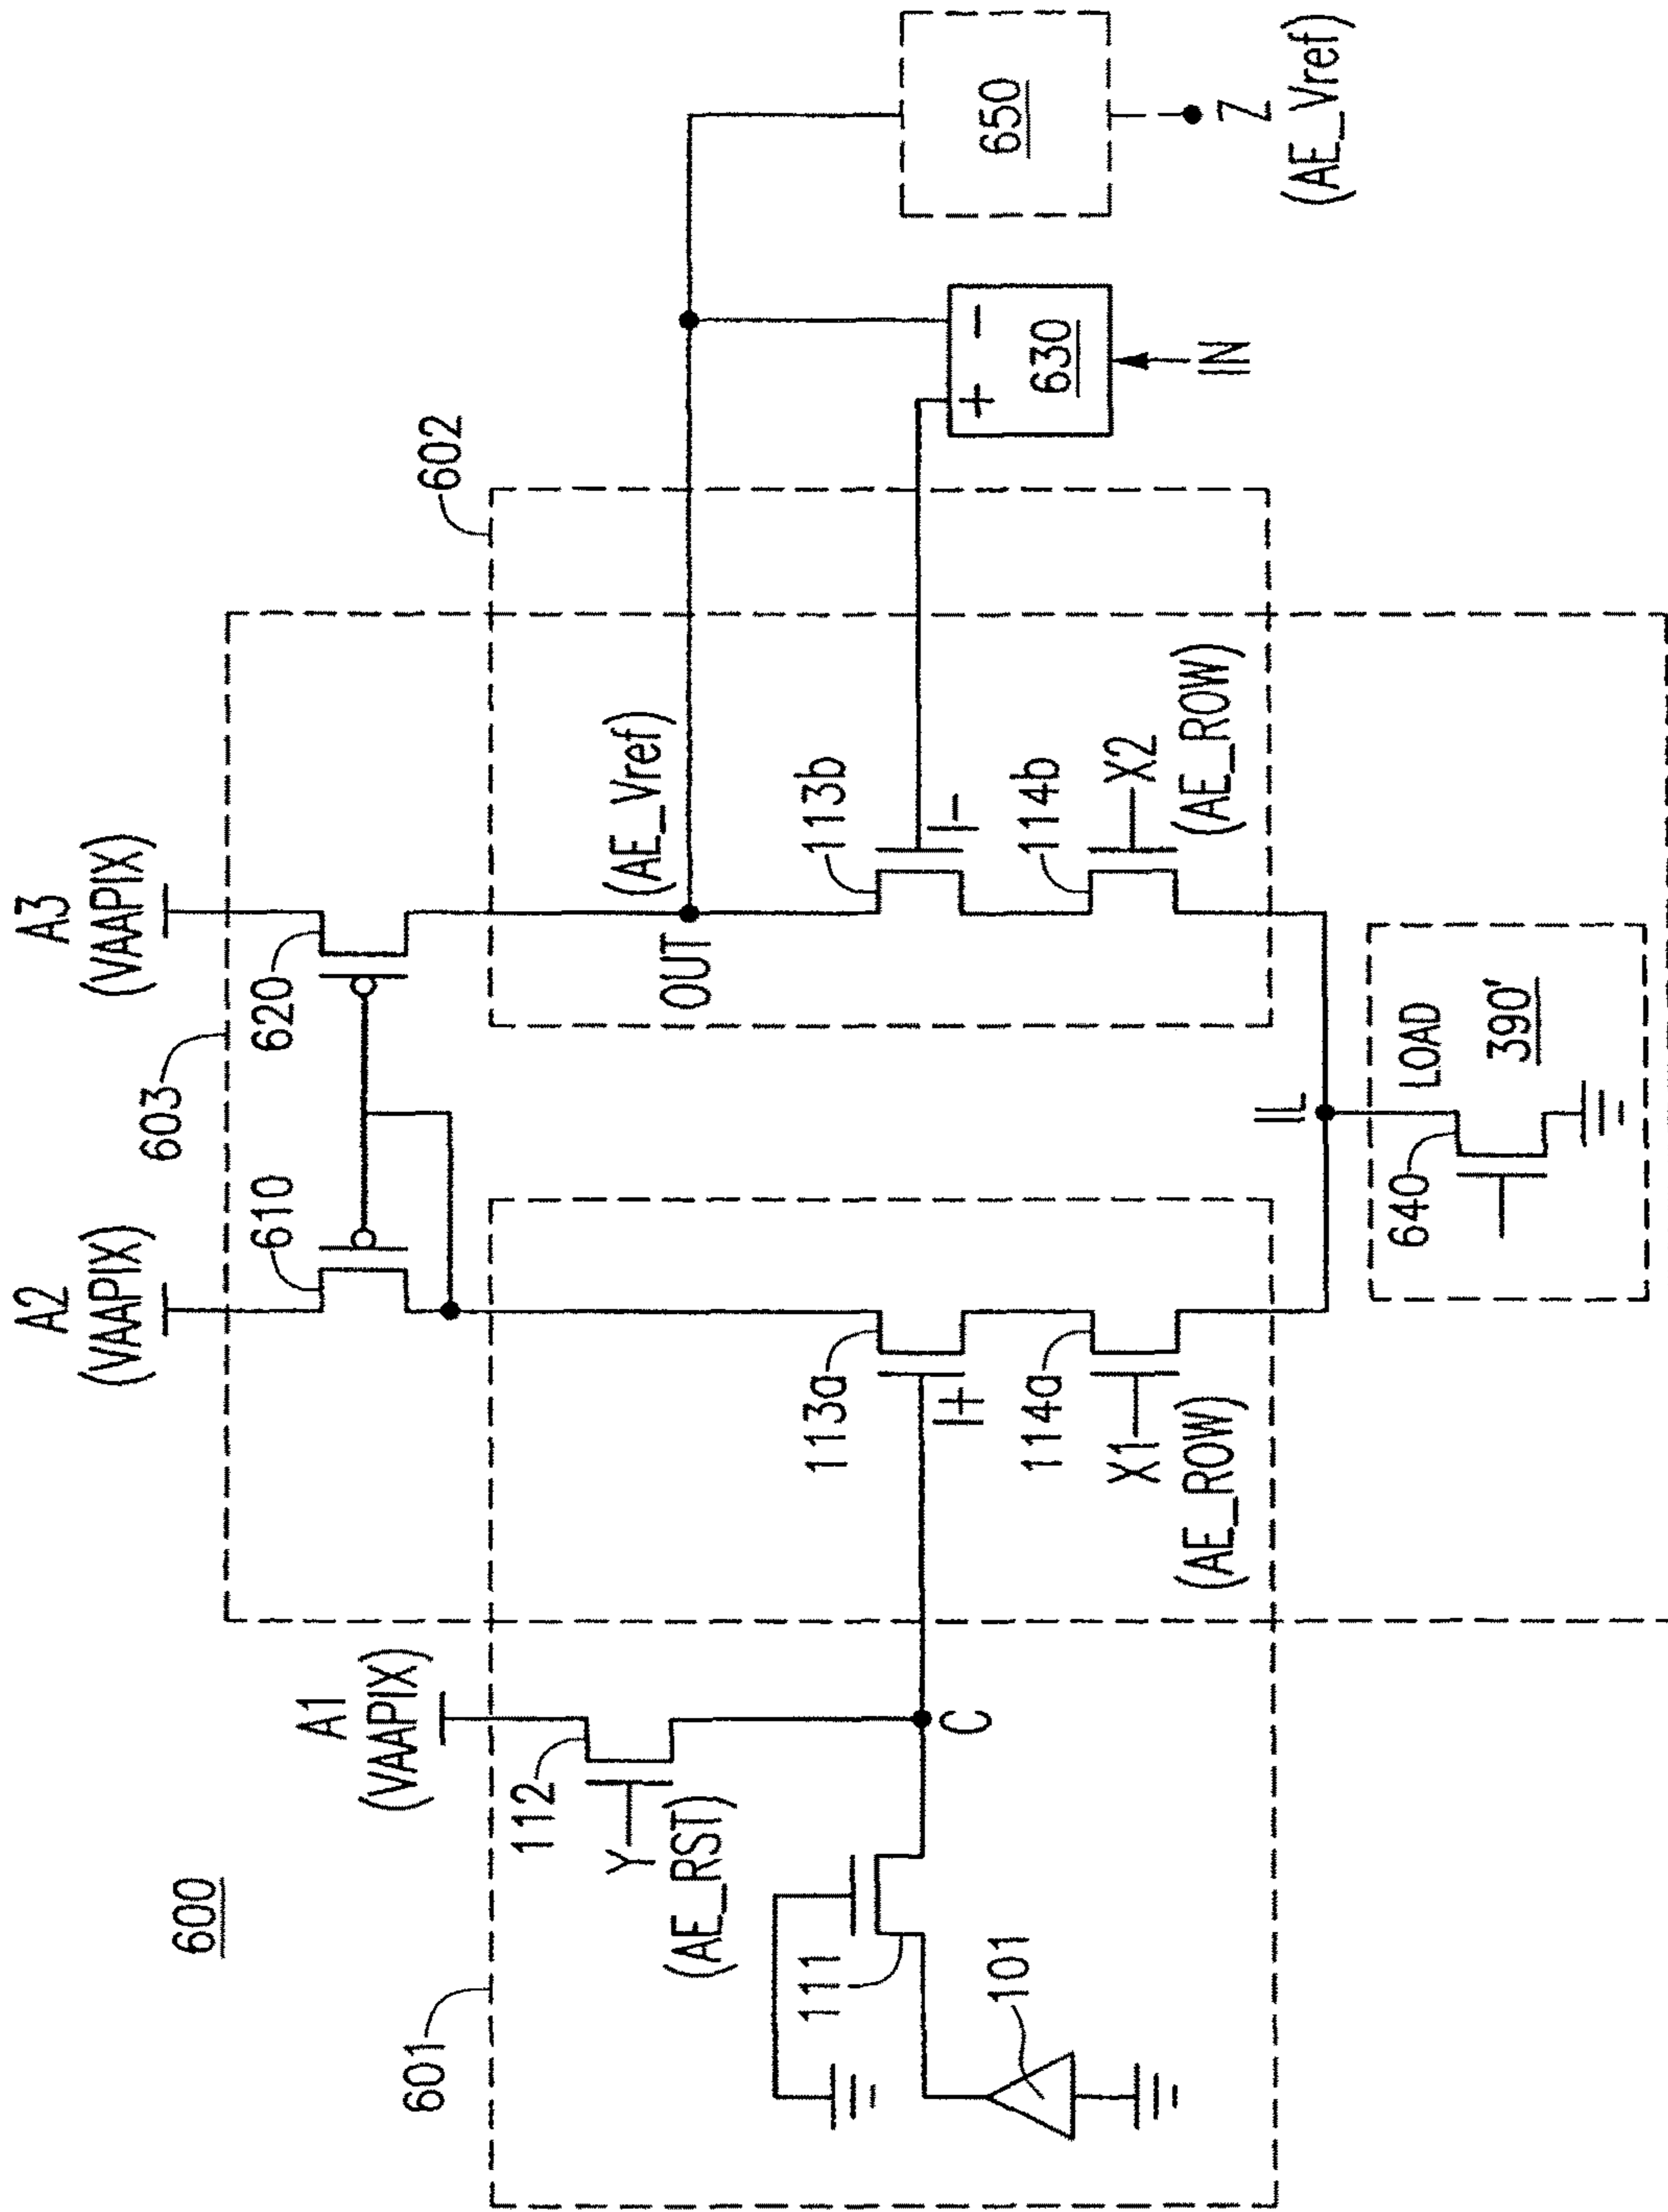 600
601
602
603
A1
(VAAPIX)
A2
(VAAPIX)
A3
(VAAPIX)
610
620
112
Y
(AE_RST)
111
101
C
113a
I+
114a
X1
(AE_ROW)
OUT
(AE_Vref)
113b
I-
114b
X2
(AE_ROW)
IL
LOAD
390'
640
+
-
630
IN
650
Z
(AE_Vref)